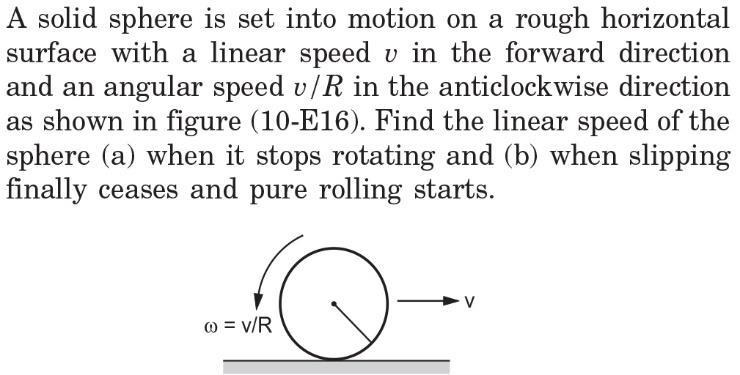 A solid sphere is set into motion on a rough horizontal
surface with a linear speed v in the forward direction
and an angular speed v/R in the anticlockwise direction
as shown in figure (10-E16). Find the linear speed of the
sphere (a) when it stops rotating and (b) when slipping
finally ceases and pure rolling starts.
v
ω = v/R